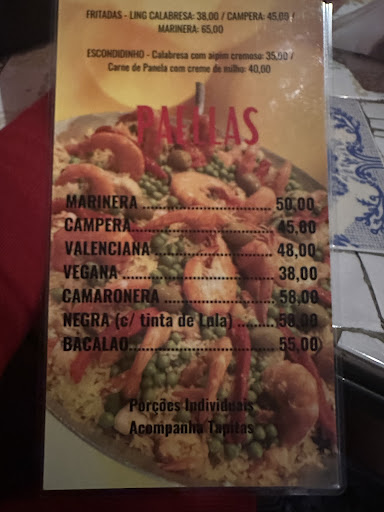 FRITADAS - LING CALABRESA: 38,00 / CAMPERA: 45,00 /
MARINERA: 65,00
ESCONDIDINHO - Calabresa com aipim cremoso: 35,00 /
Carne de Panela com creme de milho: 40,00
PAELLAS
MARINERA ........................ 50,00
CAMPERA .......................... 45,00
VALENCIANA ...................... 48,00
VEGANA ............................. 38,00
CAMARONERA .................... 58,00
NEGRA (c/ tinta de Lula) ......... 58,00
BACALAO............................ 55,00
Porções Individuais
Acompanha Tapitas